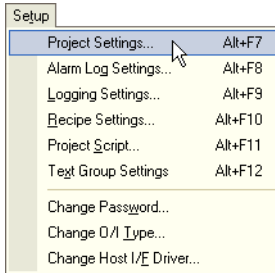 Setup
Project Settings... Alt+F7
Alarm Log Settings... Alt+F8
Logging Settings... Alt+F9
Recipe Settings... Alt+F10
Project Script... Alt+F11
Text Group Settings Alt+F12
Change Password...
Change O/I Type...
Change Host I/F Driver...